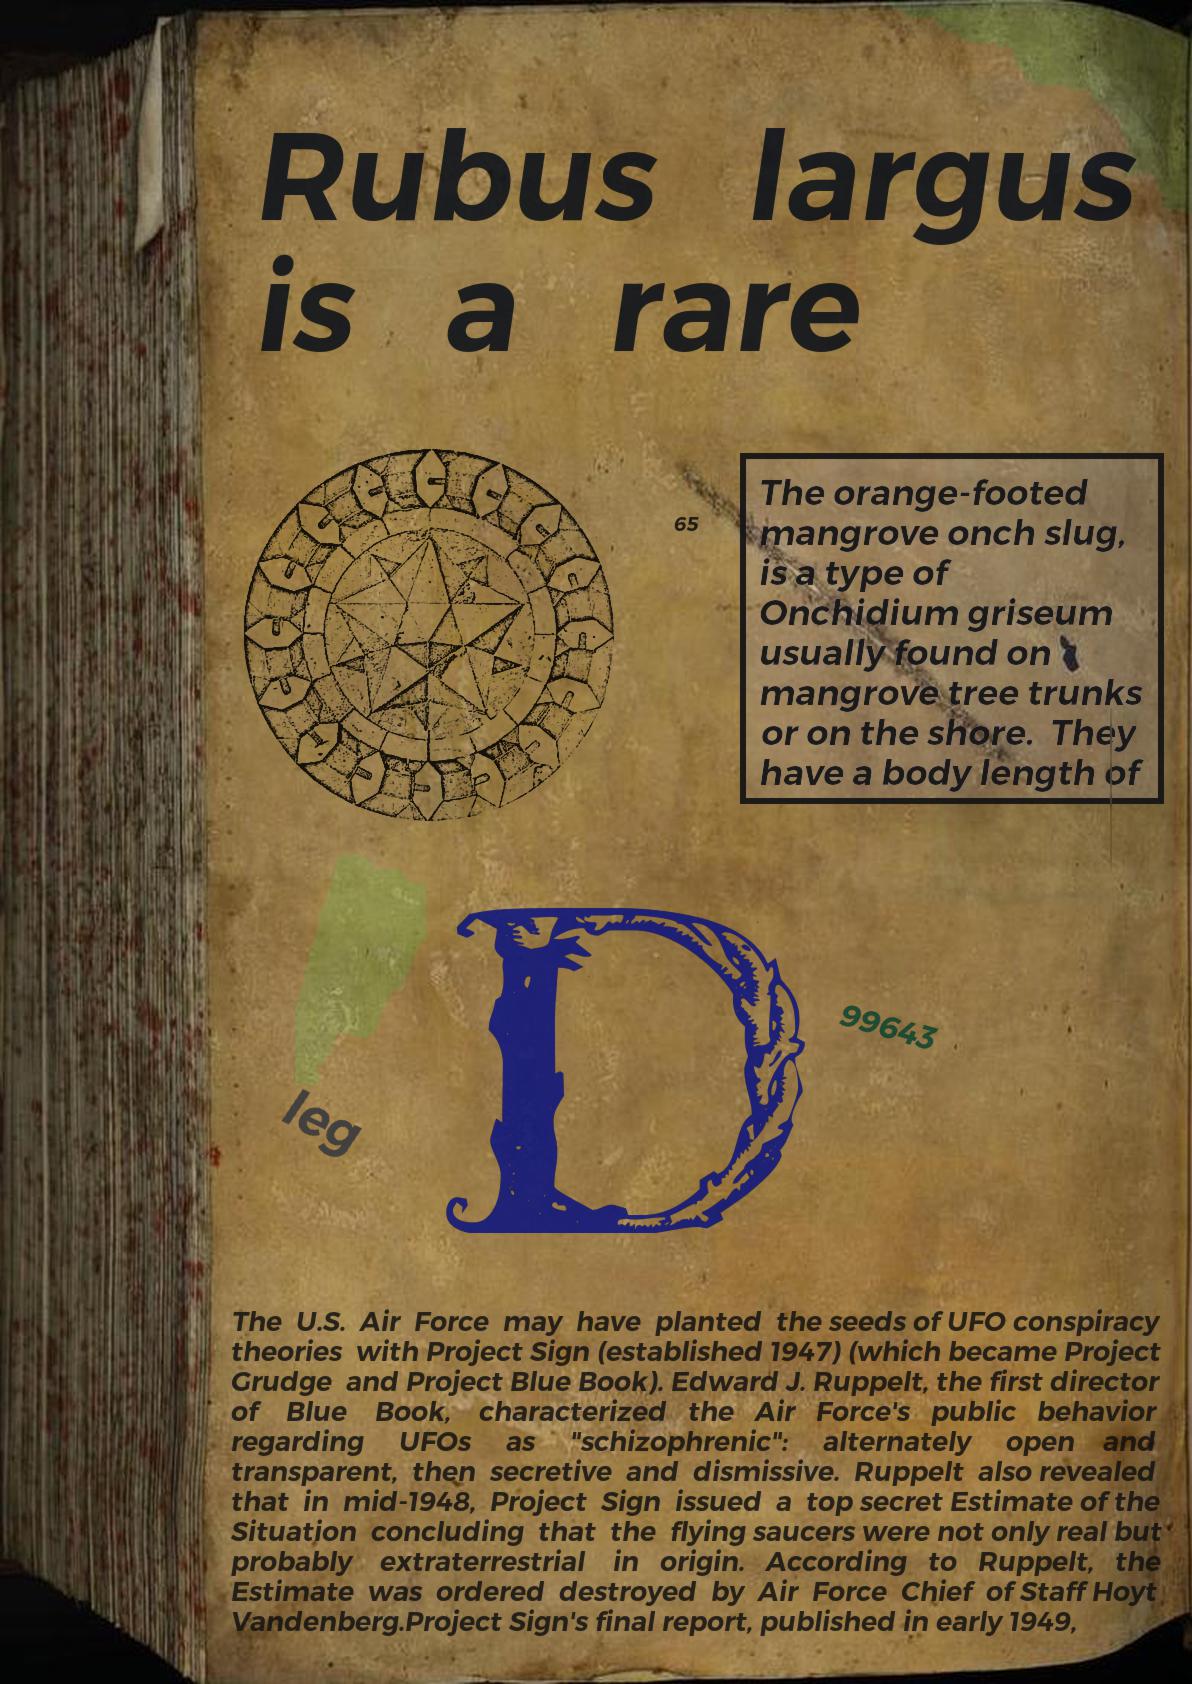 Rubus largus
is a rare
65
The orange-footed
mangrove onch slug,
is a type of
Onchidium griseum
usually found on
mangrove tree trunks
or on the shore. They
have a body length of
D
99643
leg
The U.S. Air Force may have planted the seeds of UFO conspiracy
theories with Project Sign (established 1947) (which became Project
Grudge and Project Blue Book). Edward J. Ruppelt, the first director
of Blue Book, characterized the Air Force's public behavior
regarding UFOs as "schizophrenic": alternately open and
transparent, then secretive and dismissive. Ruppelt also revealed
that in mid-1948, Project Sign issued a top secret Estimate of the
Situation concluding that the flying saucers were not only real but
probably extraterrestrial in origin. According to Ruppelt, the
Estimate was ordered destroyed by Air Force Chief of Staff Hoyt
Vandenberg.Project Sign's final report, published in early 1949,